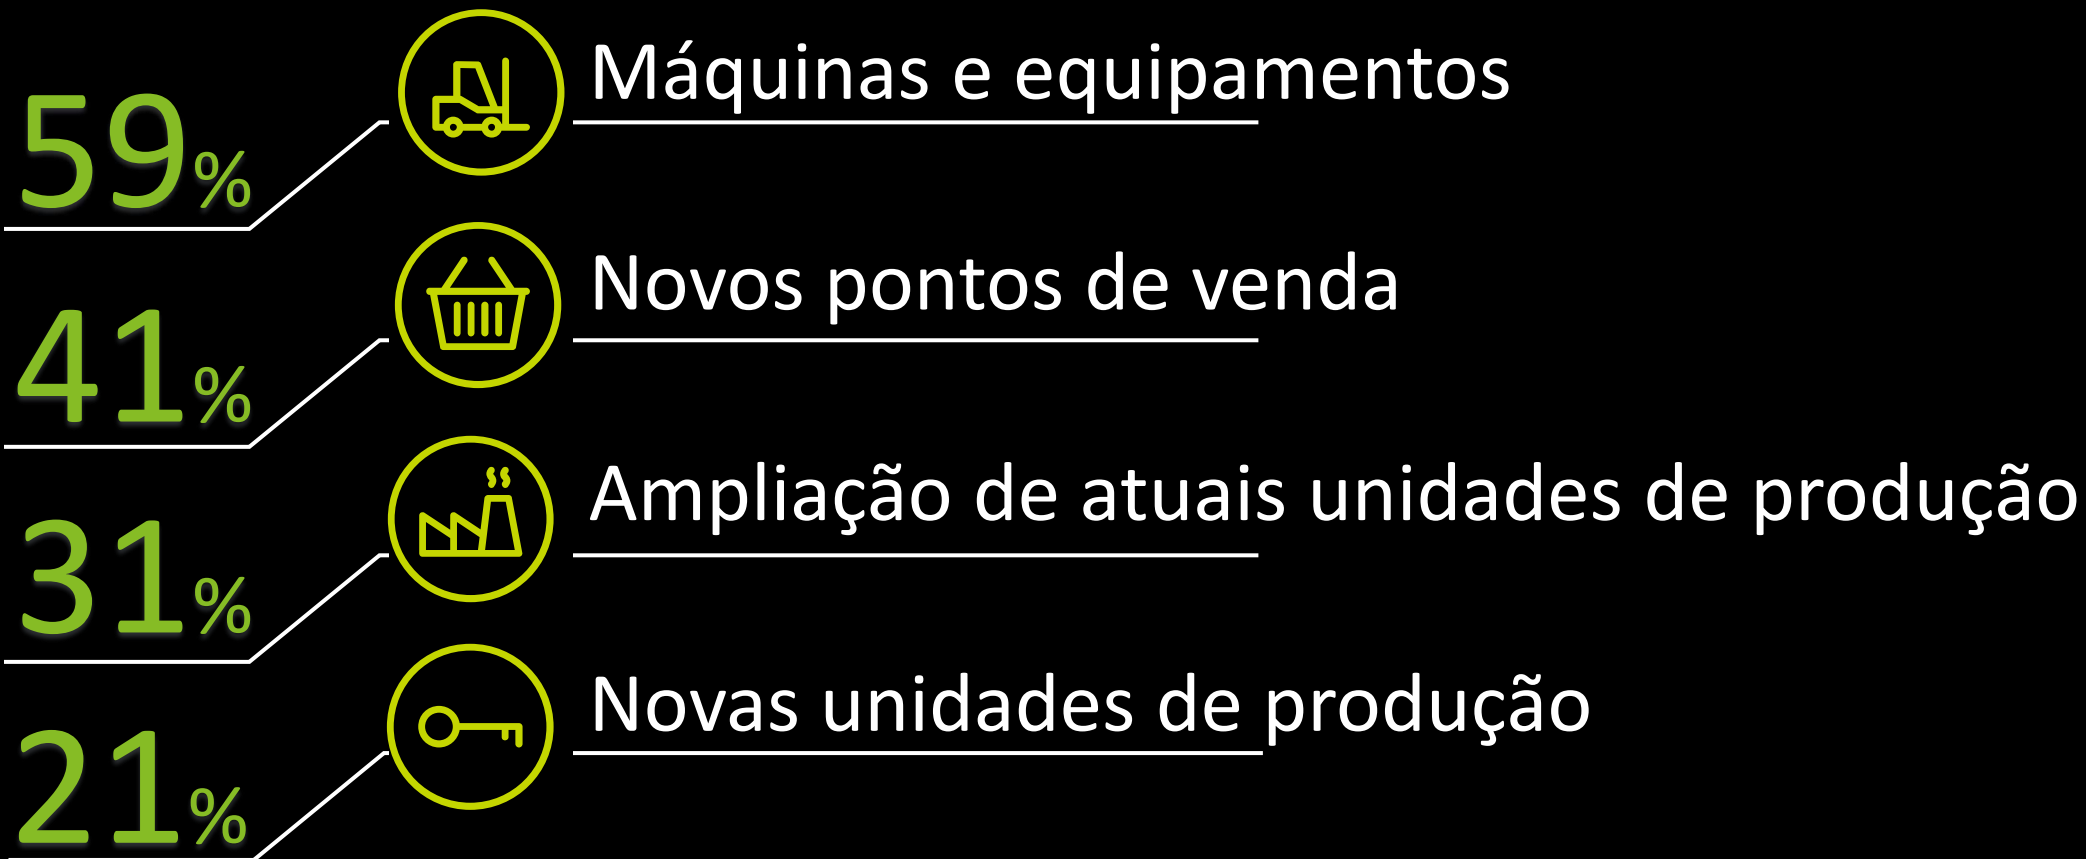 59% Máquinas e equipamentos
41% Novos pontos de venda
31% Ampliação de atuais unidades de produção
21% Novas unidades de produção